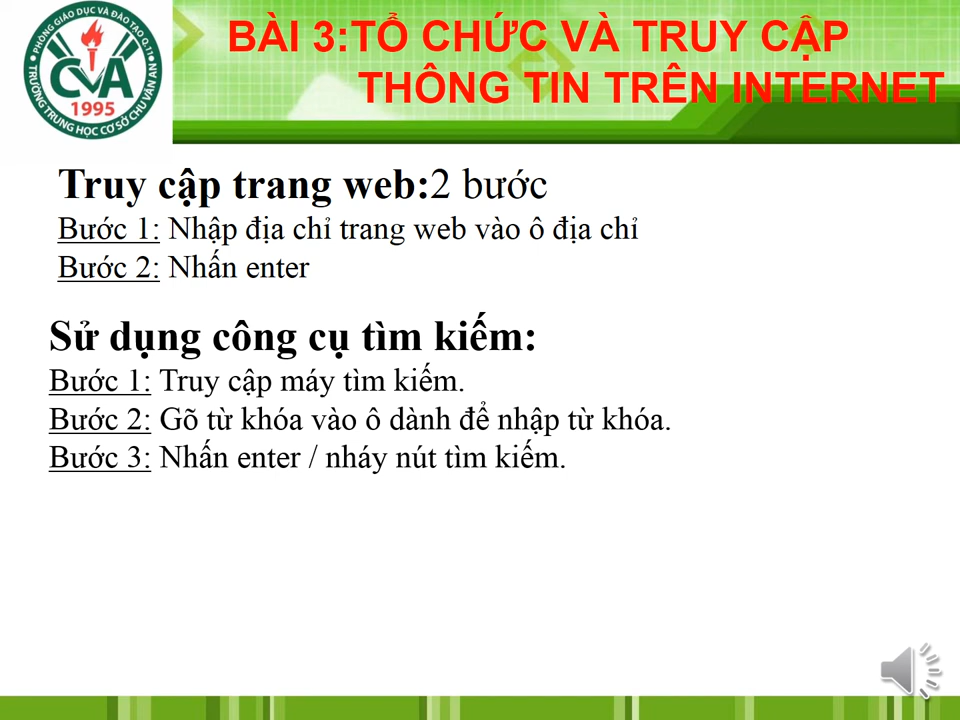 PHÒNG GIÁO DỤC VÀ ĐÀO TẠO Q.11
CVA
1995
TRƯỜNG TRUNG HỌC CƠ SỞ CHU VĂN AN
BÀI 3:TỔ CHỨC VÀ TRUY CẬP
THÔNG TIN TRÊN INTERNET
Truy cập trang web:2 bước
Bước 1: Nhập địa chỉ trang web vào ô địa chỉ
Bước 2: Nhấn enter
Sử dụng công cụ tìm kiếm:
Bước 1: Truy cập máy tìm kiếm.
Bước 2: Gõ từ khóa vào ô dành để nhập từ khóa.
Bước 3: Nhấn enter / nháy nút tìm kiếm.